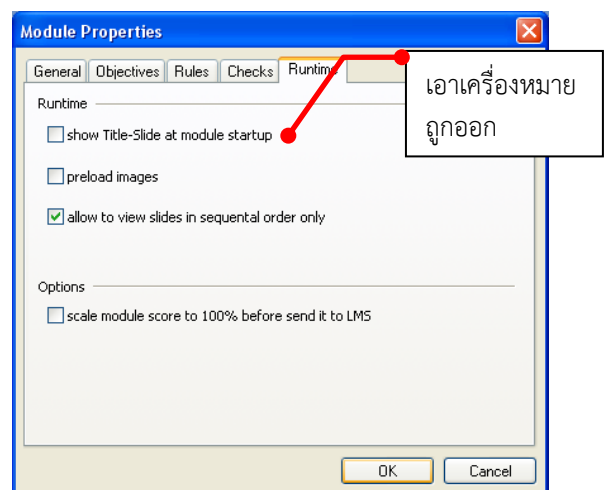 Module Properties
General Objectives Rules Checks Runtime
เอาเครื่องหมาย
ถูกออก
Runtime
show Title-Slide at module startup
preload images
allow to view slides in sequental order only
Options
scale module score to 100% before send it to LMS
OK Cancel